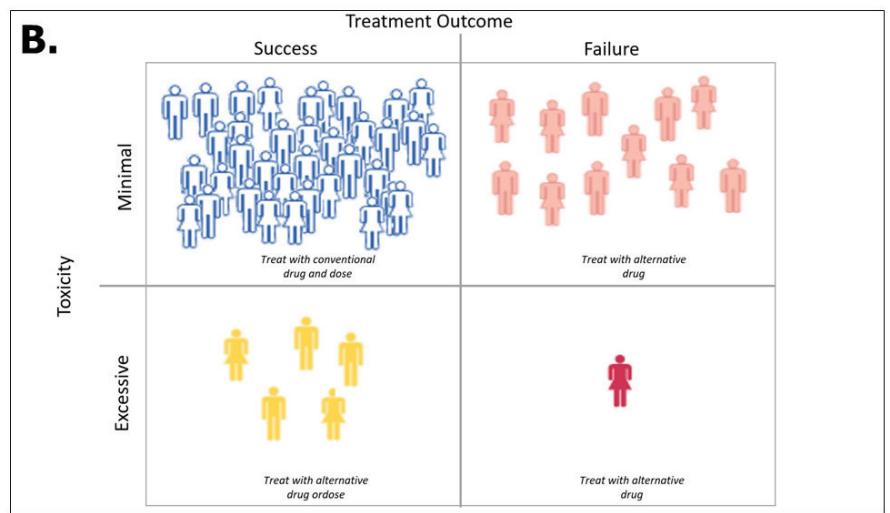 B.
Treatment Outcome
Success
Failure
Minimal
Treat with conventional
drug and dose
Treat with alternative
drug
Toxicity
Excessive
Treat with alternative
drug ordose
Treat with alternative
drug